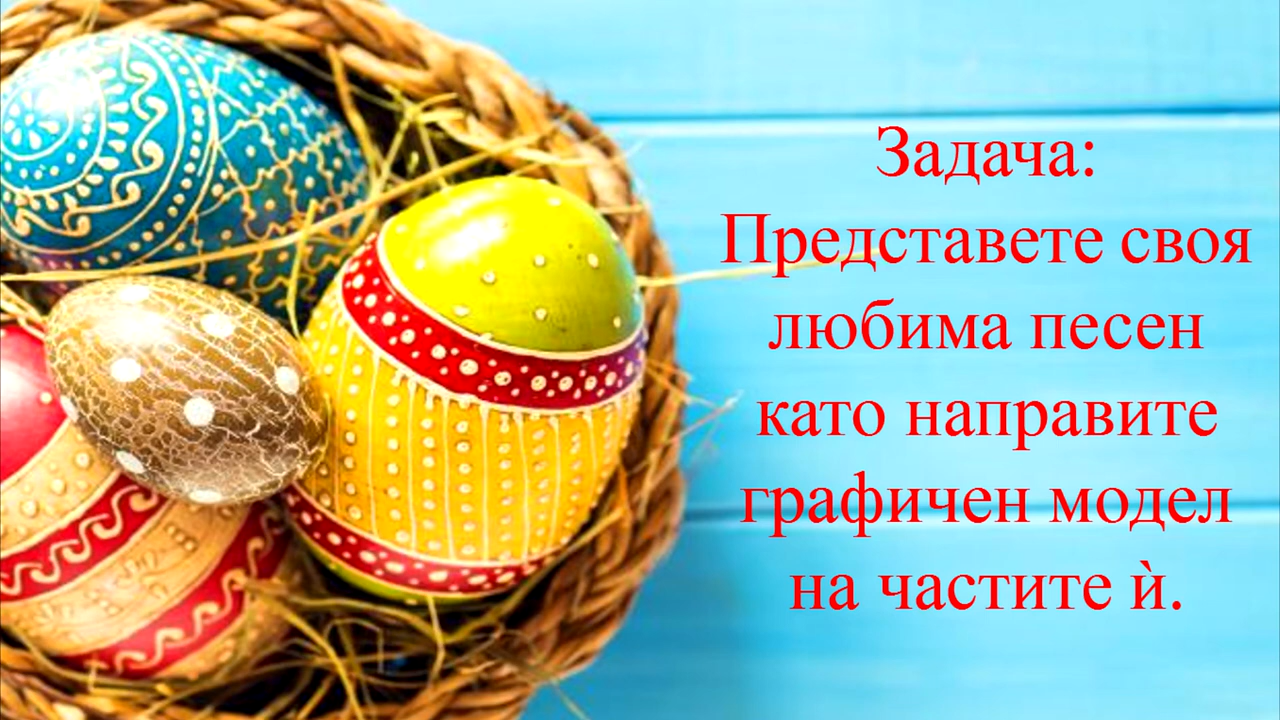 Задача:
Представете своя
любима песен
като направите
графичен модел
на частите ѝ.